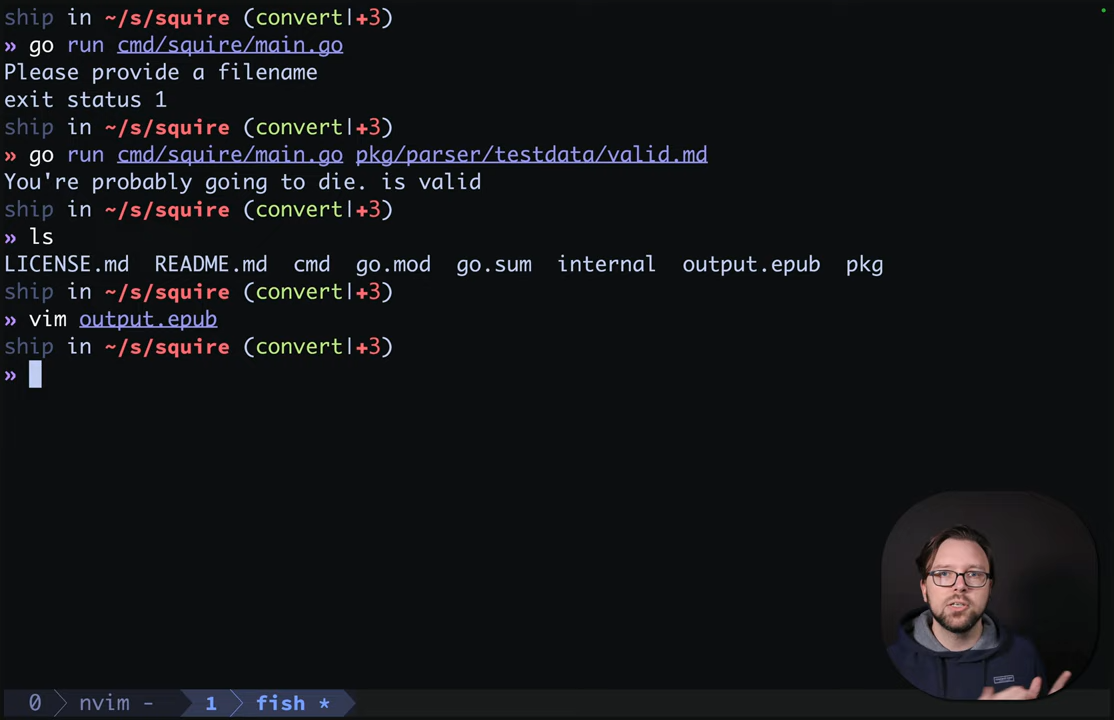 ship in ~/s/squire (convert|+3)
» go run cmd/squire/main.go
Please provide a filename
exit status 1
ship in ~/s/squire (convert|+3)
» go run cmd/squire/main.go pkg/parser/testdata/valid.md
You're probably going to die. is valid
ship in ~/s/squire (convert|+3)
» ls
LICENSE.md  README.md  cmd  go.mod  go.sum  internal  output.epub  pkg
ship in ~/s/squire (convert|+3)
» vim output.epub
ship in ~/s/squire (convert|+3)
»
0 nvim - 1 fish *